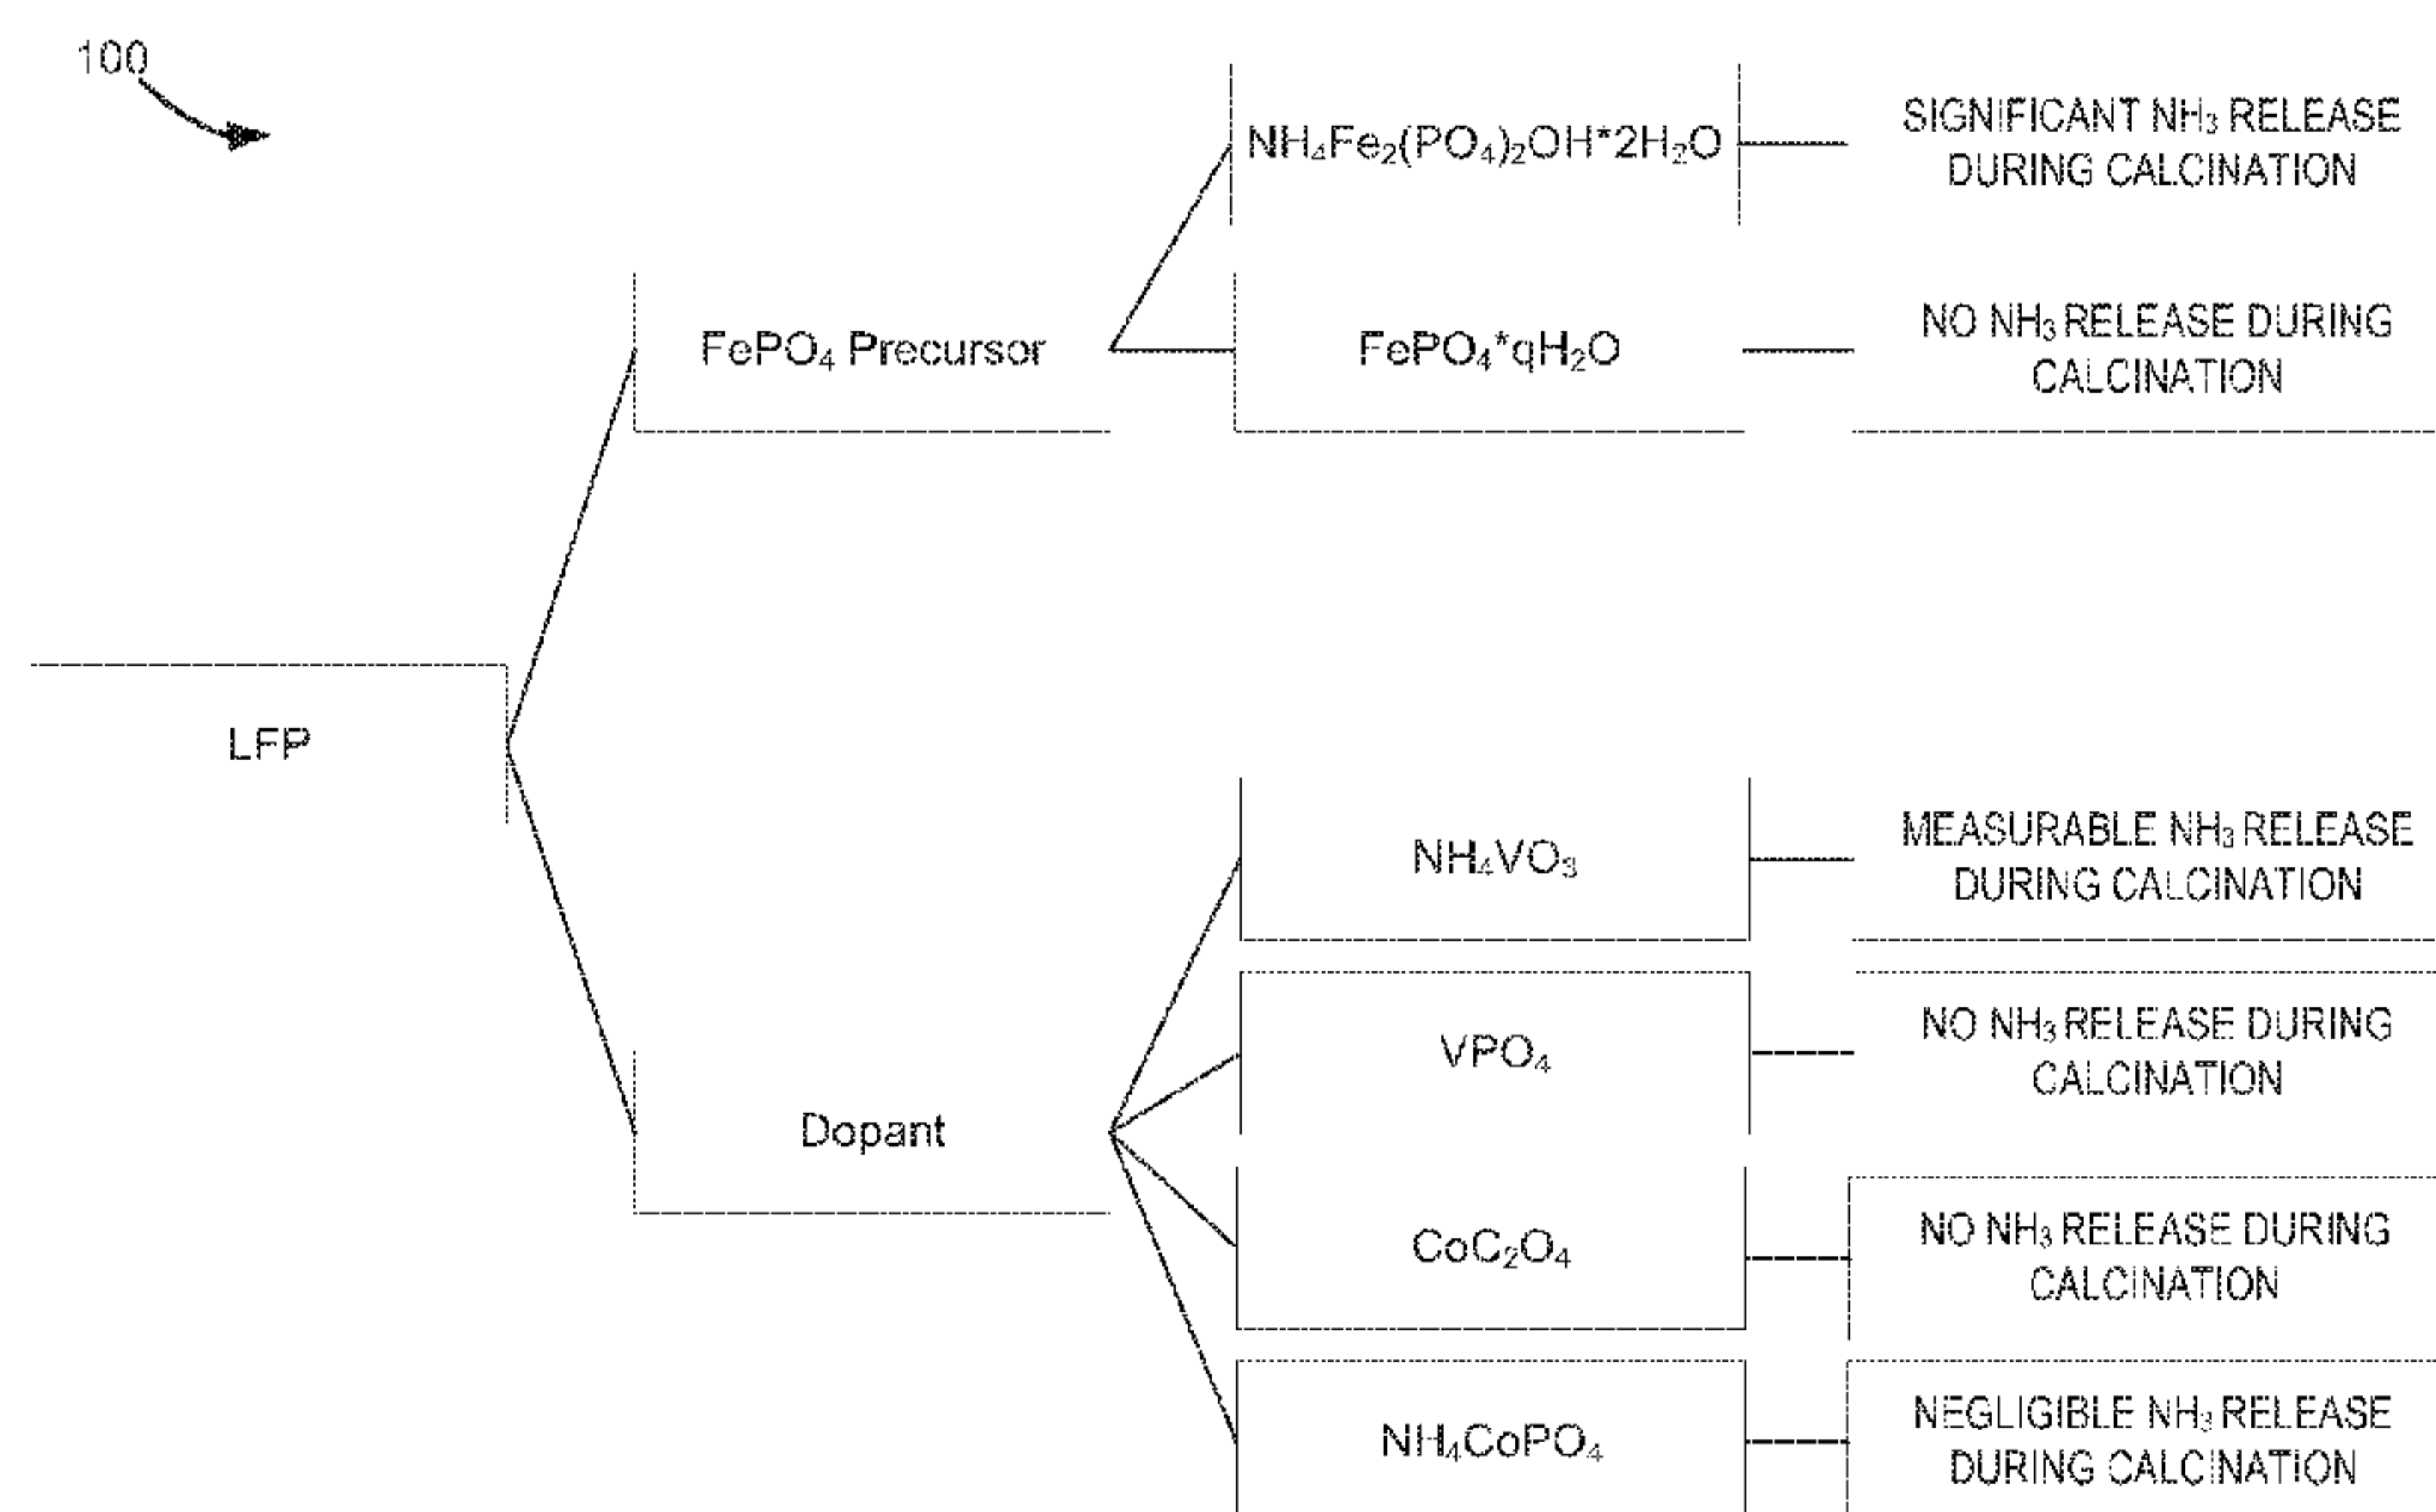 100
NH₄Fe₂(PO₄)₂OH*2H₂O
SIGNIFICANT NH₃ RELEASE
DURING CALCINATION
FePO₄ Precursor
FePO₄*qH₂O
NO NH₃ RELEASE DURING
CALCINATION
LFP
NH₄VO₃
MEASURABLE NH₃ RELEASE
DURING CALCINATION
VPO₄
NO NH₃ RELEASE DURING
CALCINATION
Dopant
CoC₂O₄
NO NH₃ RELEASE DURING
CALCINATION
NH₄CoPO₄
NEGLIGIBLE NH₃ RELEASE
DURING CALCINATION